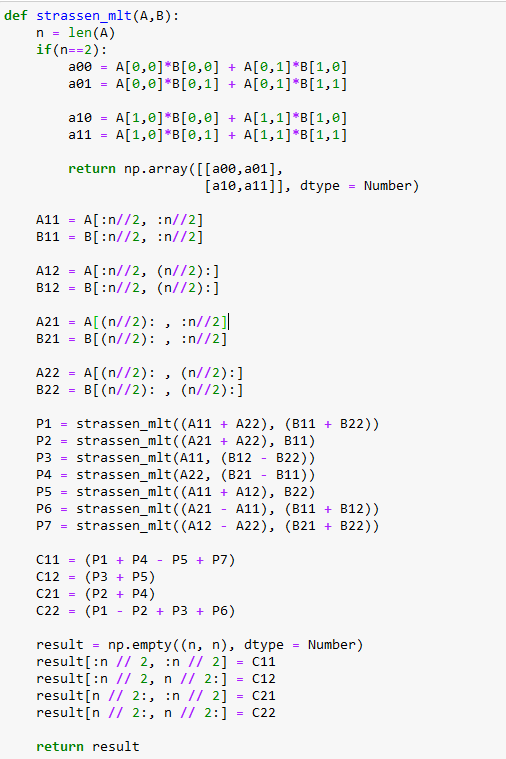 def strassen_mlt(A,B):
    n = len(A)
    if(n==2):
        a00 = A[0,0]*B[0,0] + A[0,1]*B[1,0]
        a01 = A[0,0]*B[0,1] + A[0,1]*B[1,1]

        a10 = A[1,0]*B[0,0] + A[1,1]*B[1,0]
        a11 = A[1,0]*B[0,1] + A[1,1]*B[1,1]

        return np.array([[a00,a01],
                         [a10,a11]], dtype = Number)

    A11 = A[:n//2, :n//2]
    B11 = B[:n//2, :n//2]

    A12 = A[:n//2, (n//2):]
    B12 = B[:n//2, (n//2):]

    A21 = A[(n//2): , :n//2]
    B21 = B[(n//2): , :n//2]

    A22 = A[(n//2): , (n//2):]
    B22 = B[(n//2): , (n//2):]

    P1 = strassen_mlt((A11 + A22), (B11 + B22))
    P2 = strassen_mlt((A21 + A22), B11)
    P3 = strassen_mlt(A11, (B12 - B22))
    P4 = strassen_mlt(A22, (B21 - B11))
    P5 = strassen_mlt((A11 + A12), B22)
    P6 = strassen_mlt((A21 - A11), (B11 + B12))
    P7 = strassen_mlt((A12 - A22), (B21 + B22))

    C11 = (P1 + P4 - P5 + P7)
    C12 = (P3 + P5)
    C21 = (P2 + P4)
    C22 = (P1 - P2 + P3 + P6)

    result = np.empty((n, n), dtype = Number)
    result[:n // 2, :n // 2] = C11
    result[:n // 2, n // 2:] = C12
    result[n // 2:, :n // 2] = C21
    result[n // 2:, n // 2:] = C22

    return result